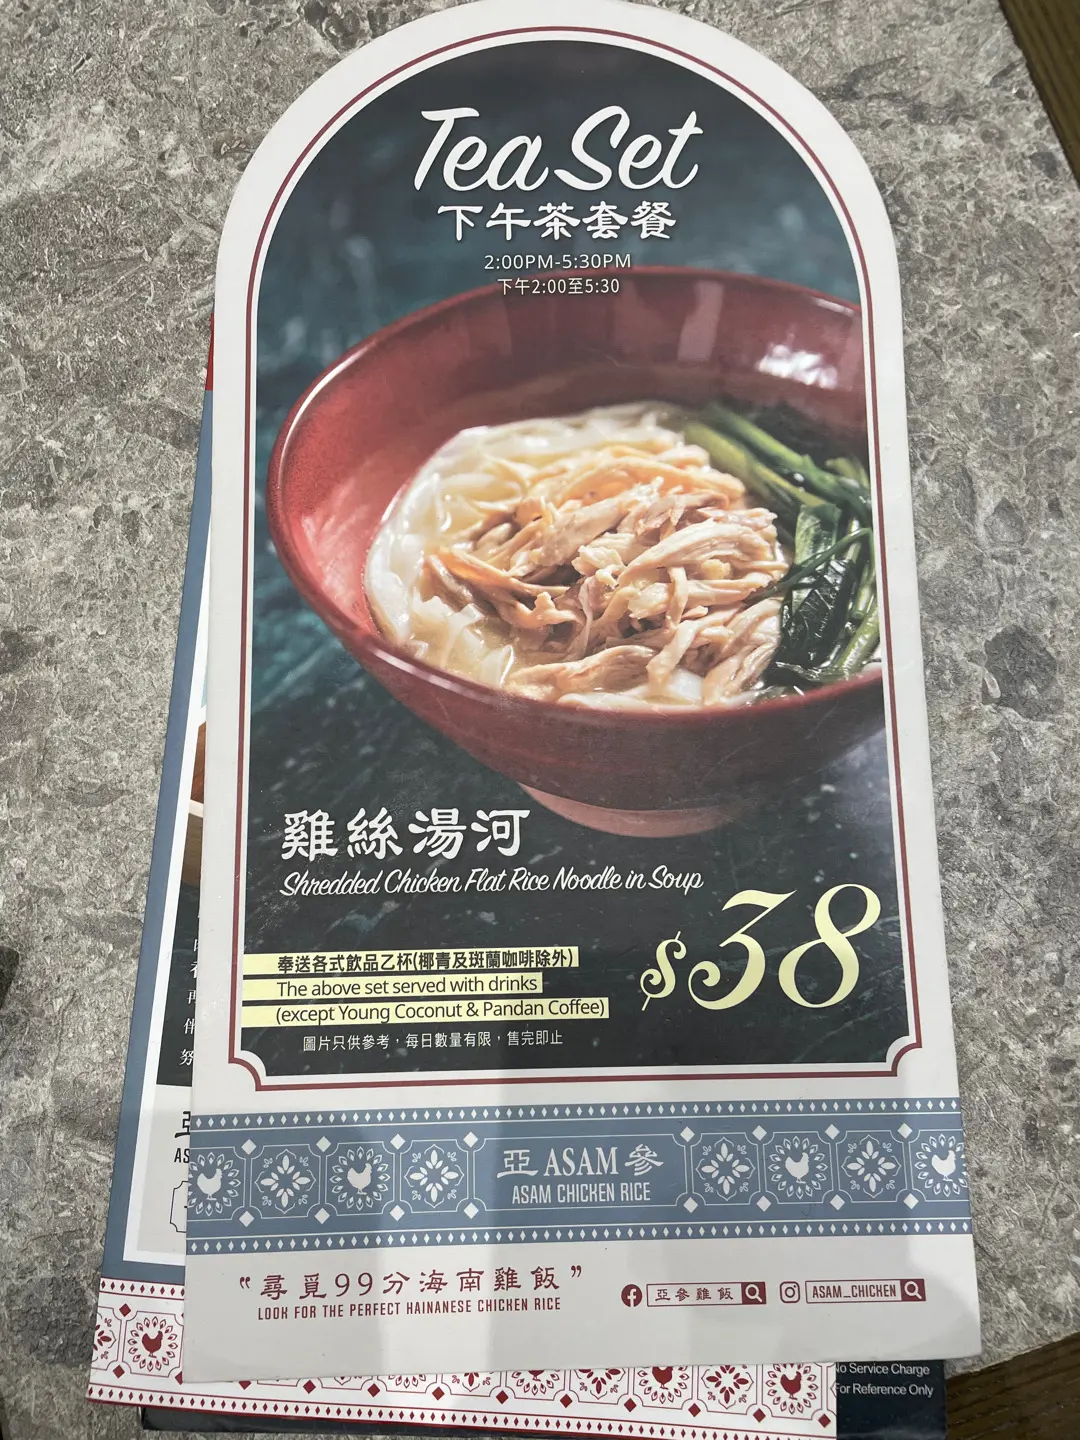 Tea Set
下午茶套餐
2:00PM-5:30PM
下午2:00至5:30
雞絲湯河
Shredded Chicken Flat Rice Noodle in Soup
$38
奉送各式飲品乙杯(椰青及斑蘭咖啡除外)
The above set served with drinks
(except Young Coconut & Pandan Coffee)
圖片只供參考，每日數量有限，售完即止
亞 ASAM 參
ASAM CHICKEN RICE
“尋覓99分海南雞飯”
LOOK FOR THE PERFECT HAINANESE CHICKEN RICE
亞參雞飯
ASAM_CHICKEN
No Service Charge
For Reference Only